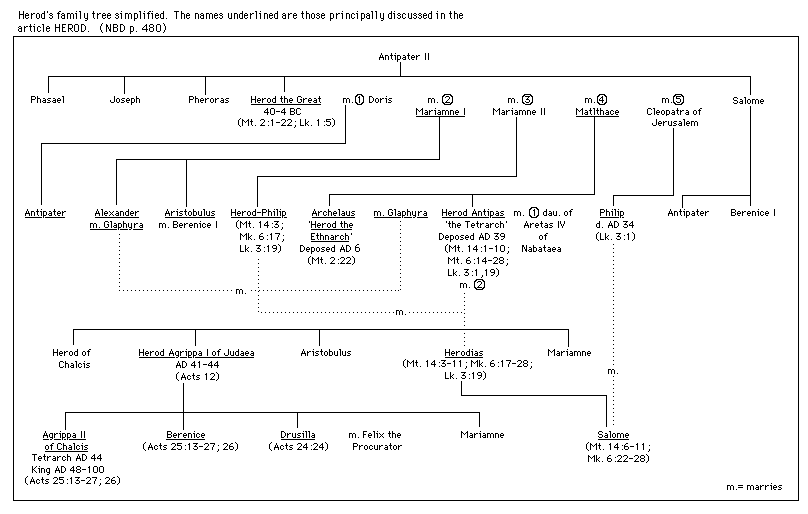 Herod's family tree simplified. The names underlined are those principally discussed in the
article HEROD. (NBD p. 480)
Antipater II
Phasael
Joseph
Pheroras
Herod the Great
40-4 BC
(Mt. 2:1-22; Lk. 1:5)
m. ① Doris
m. ②
Mariamne I
m. ③
Mariamne II
m. ④
Matlthace
m. ⑤
Cleopatra of
Jerusalem
Salome
Antipater
Alexander
m. Glaphyra
Aristobulus
m. Berenice I
Herod-Philip
(Mt. 14:3;
Mk. 6:17;
Lk. 3:19)
Archelaus
'Herod the
Ethnarch'
Deposed AD 6
(Mt. 2:22)
m. Glaphyra
Herod Antipas
'the Tetrarch'
Deposed AD 39
(Mt. 14:1-10;
Mt. 6:14-28;
Lk. 3:1,19)
m. ②
m. ① dau. of
Aretas IV
of
Nabataea
Philip
d. AD 34
(Lk. 3:1)
Antipater
Berenice I
m.
m.
Herod of
Chalcis
Herod Agrippa I of Judaea
AD 41-44
(Acts 12)
Aristobulus
Herodias
(Mt. 14:3-11; Mk. 6:17-28;
Lk. 3:19)
Mariamne
m.
Agrippa II
of Chalcis
Tetrarch AD 44
King AD 48-100
(Acts 25:13-27; 26)
Berenice
(Acts 25:13-27; 26)
Drusilla
(Acts 24:24)
m. Felix the
Procurator
Mariamne
Salome
(Mt. 14:6-11;
Mk. 6:22-28)
m.= marries